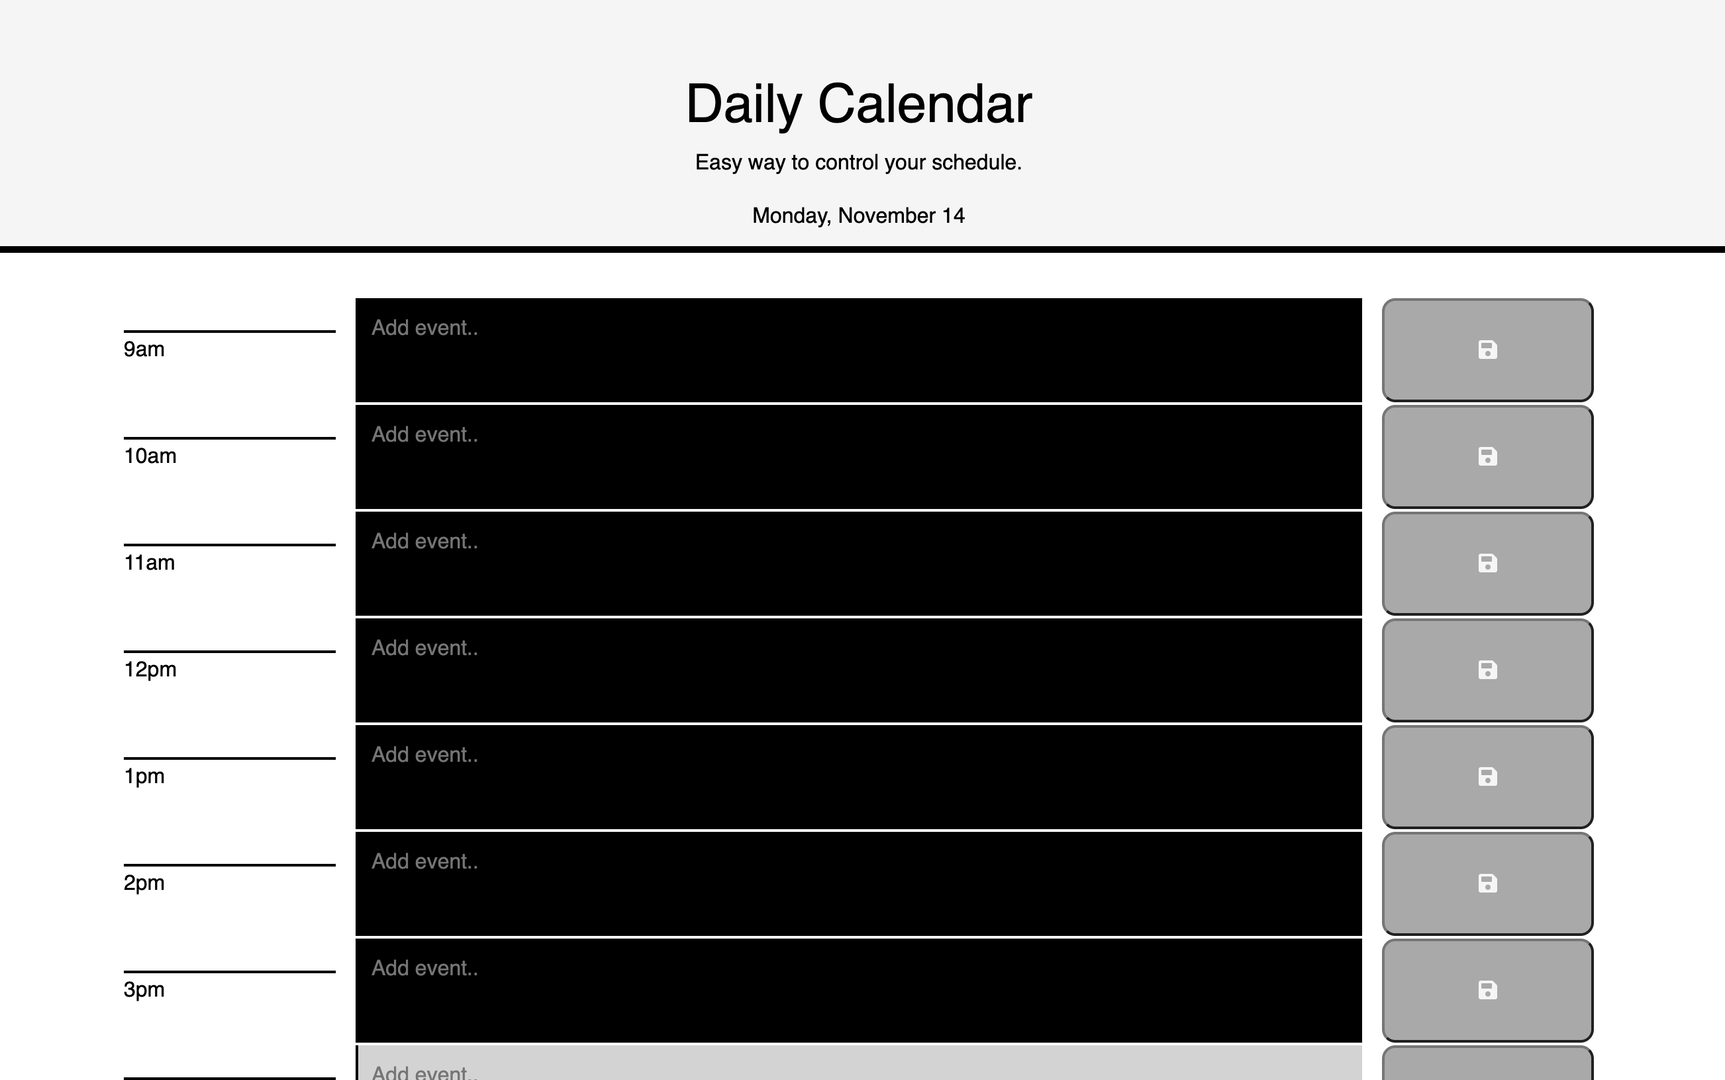 Daily Calendar
Easy way to control your schedule.
Monday, November 14
9am
Add event..
10am
Add event..
11am
Add event..
12pm
Add event..
1pm
Add event..
2pm
Add event..
3pm
Add event..
Add event..